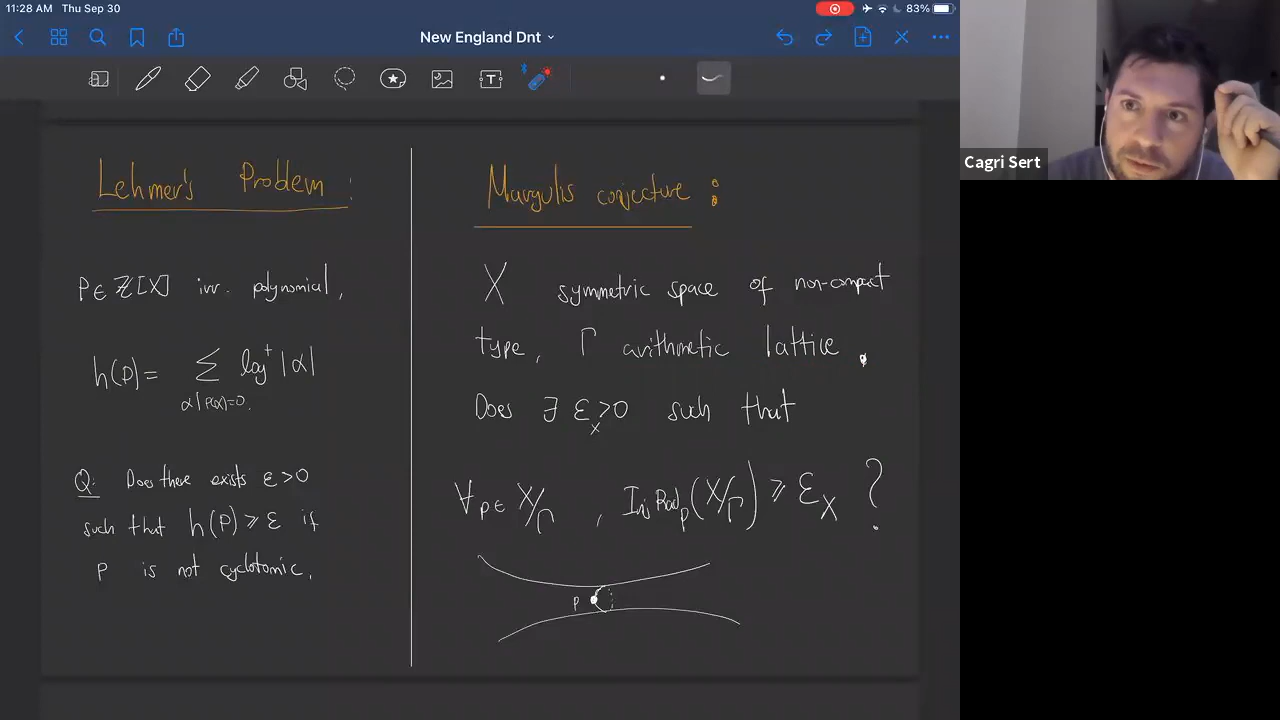 11:28 AM Thu Sep 30
83%
New England Dnt
Cagri Sert
Lehmer's Problem :
P ∈ ℤ[X] irr. polynomial,
h(P) = Σ log⁺ |α|
α | P(α)=0.
Q: Does there exists ε > 0
such that h(P) ≥ ε if
P is not cyclotomic.
Margulis conjecture :
X symmetric space of non-compact
type, Γ arithmetic lattice.
Does ∃ ε_X > 0 such that
∀ p ∈ X/Γ, InjRad_p(X/Γ) ≥ ε_X ?
p